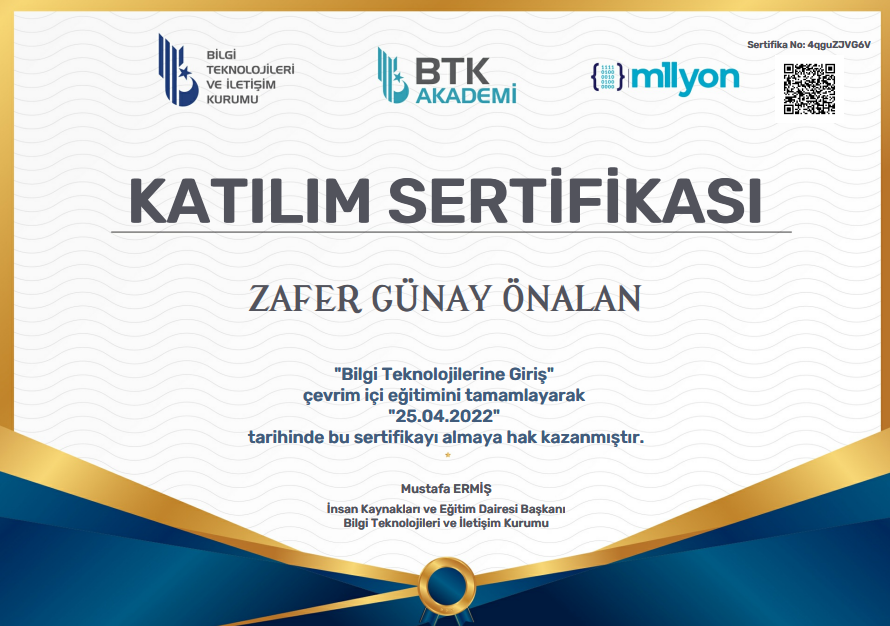 Sertifika No: 4qguZJVG6V
BİLGİ
TEKNOLOJİLERİ
VE İLETİŞİM
KURUMU
BTK
AKADEMİ
1111
0100
0010
0100
0000
m1lyon
KATILIM SERTİFİKASI
ZAFER GÜNAY ÖNALAN
"Bilgi Teknolojilerine Giriş"
çevrim içi eğitimini tamamlayarak
"25.04.2022"
tarihinde bu sertifikayı almaya hak kazanmıştır.
*
Mustafa ERMİŞ
İnsan Kaynakları ve Eğitim Dairesi Başkanı
Bilgi Teknolojileri ve İletişim Kurumu